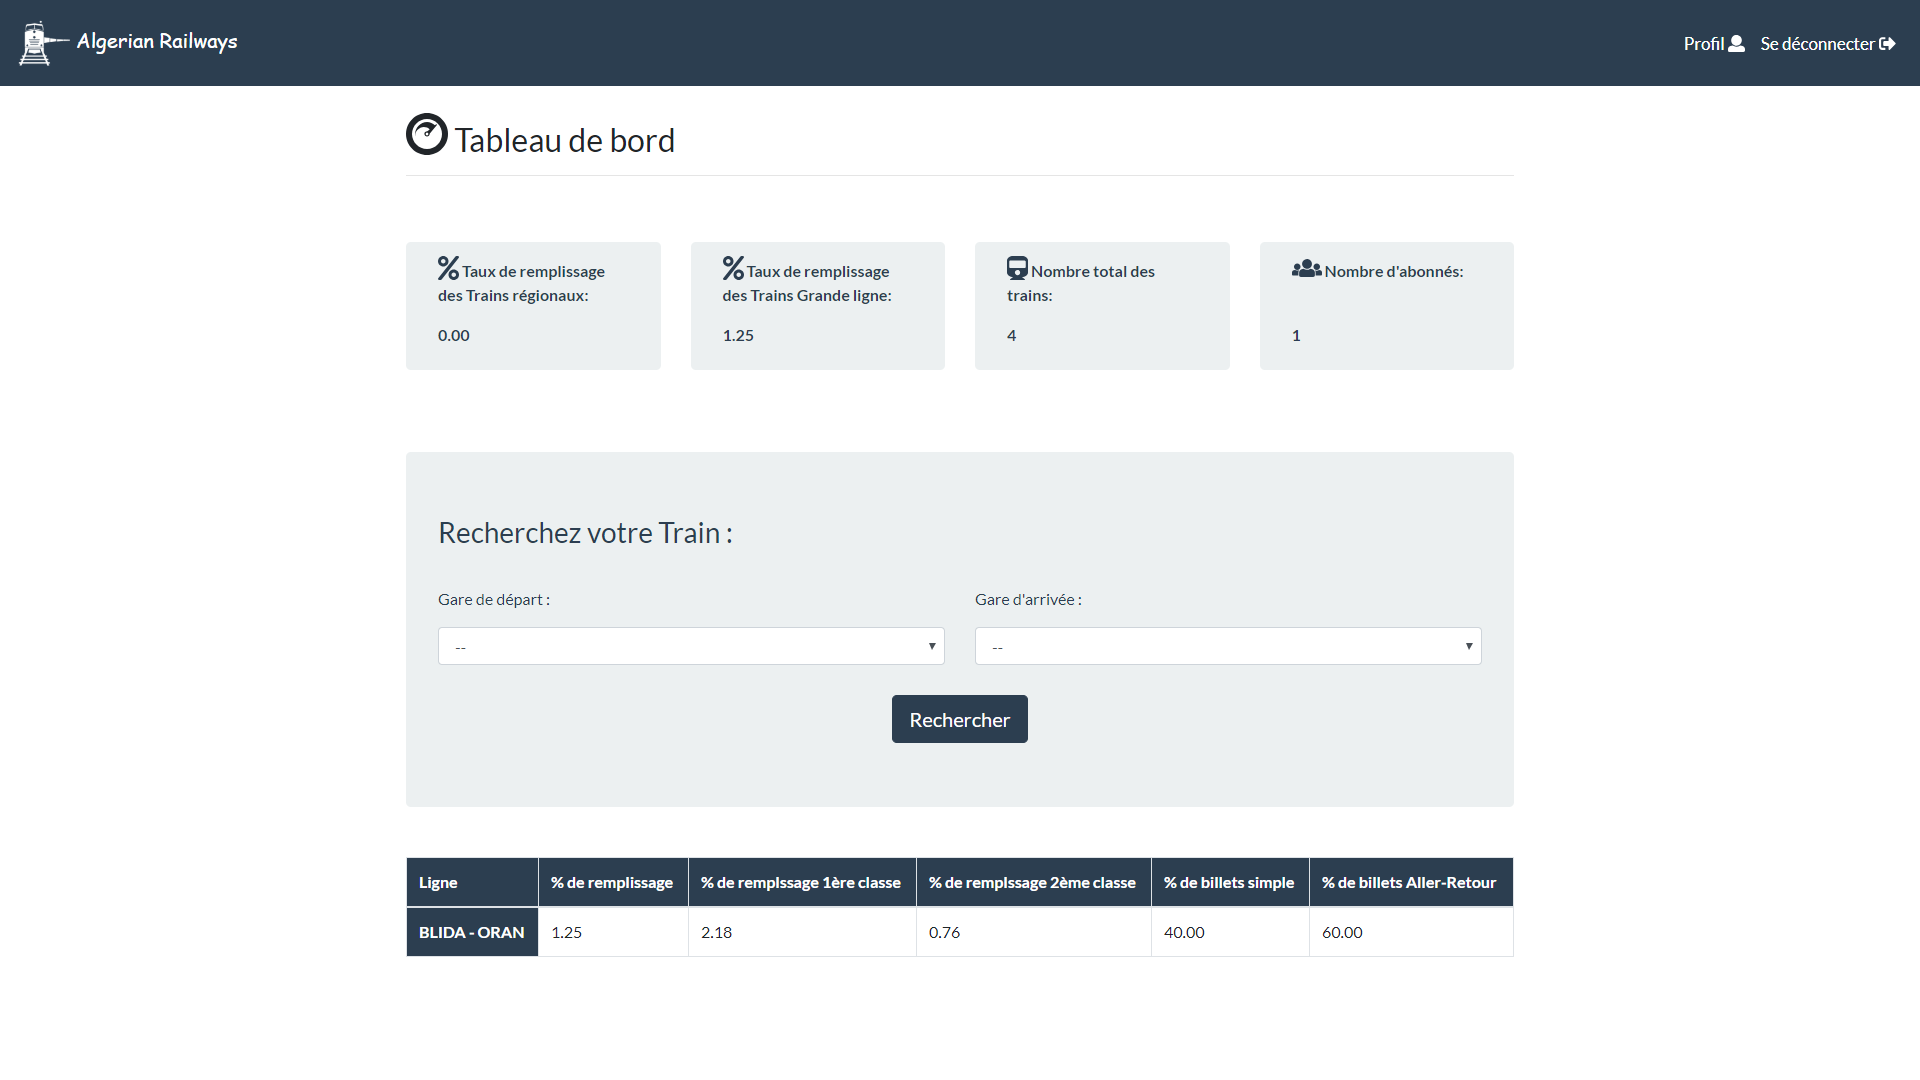 Algerian Railways
Profil
Se déconnecter
Tableau de bord
% Taux de remplissage
des Trains régionaux:
0.00
% Taux de remplissage
des Trains Grande ligne:
1.25
Nombre total des
trains:
4
Nombre d'abonnés:
1
Recherchez votre Train :
Gare de départ :
--
Gare d'arrivée :
--
Rechercher
Ligne % de remplissage % de remplssage 1ère classe % de remplssage 2ème classe % de billets simple % de billets Aller-Retour
BLIDA - ORAN 1.25 2.18 0.76 40.00 60.00